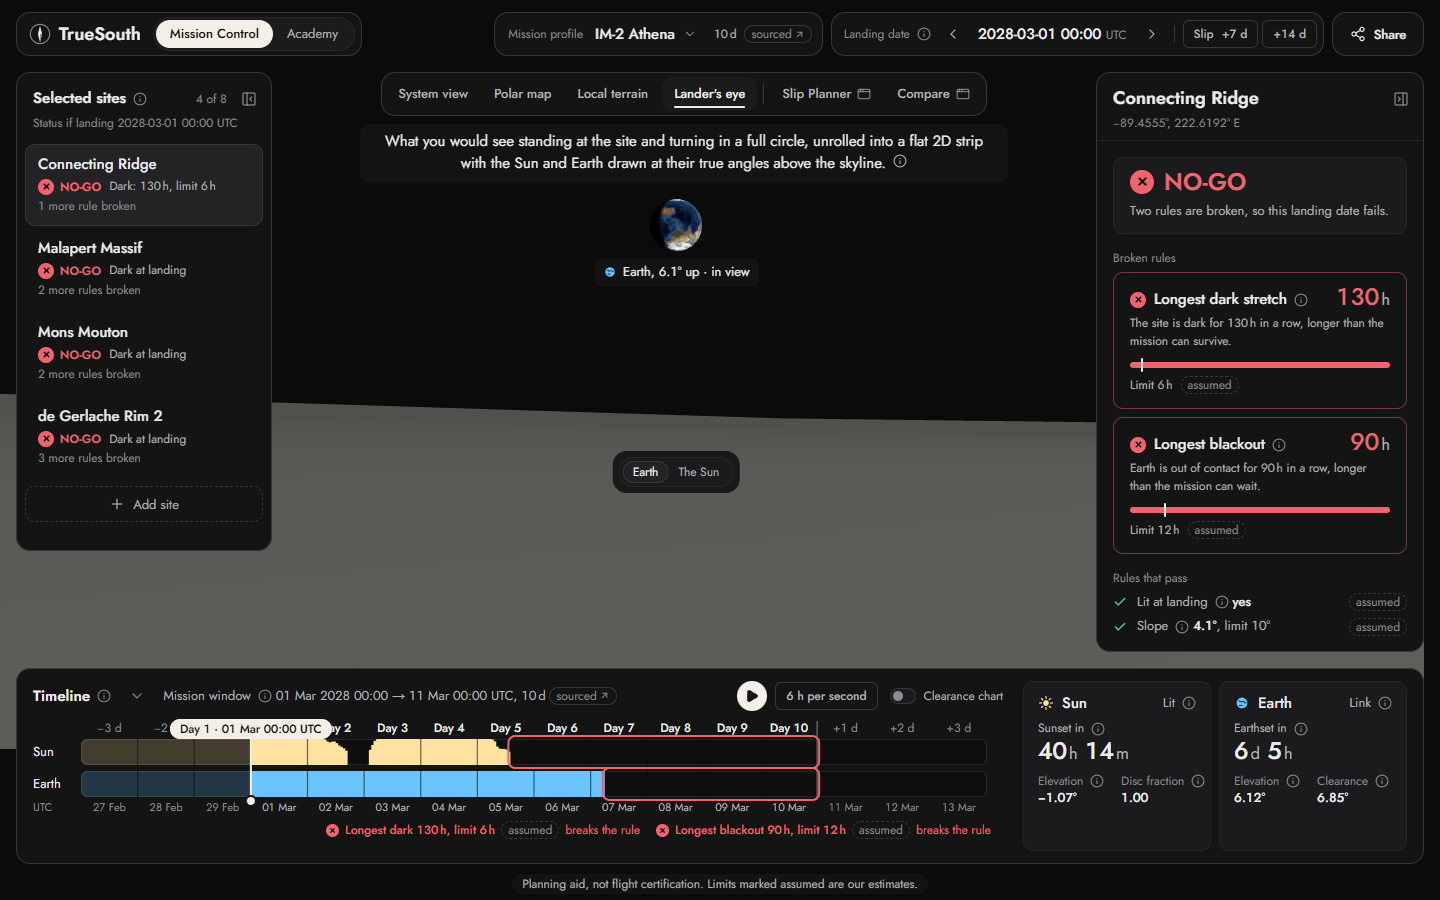 TrueSouth
Mission Control
Academy
Mission profile IM-2 Athena 10 d sourced ↗
Landing date 2028-03-01 00:00 UTC
Slip +7 d
+14 d
Share
Selected sites 4 of 8
Status if landing 2028-03-01 00:00 UTC
Connecting Ridge
NO-GO Dark: 130 h, limit 6 h
1 more rule broken
Malapert Massif
NO-GO Dark at landing
2 more rules broken
Mons Mouton
NO-GO Dark at landing
2 more rules broken
de Gerlache Rim 2
NO-GO Dark at landing
3 more rules broken
+ Add site
System view
Polar map
Local terrain
Lander's eye
Slip Planner
Compare
What you would see standing at the site and turning in a full circle, unrolled into a flat 2D strip
with the Sun and Earth drawn at their true angles above the skyline.
Earth, 6.1° up · in view
Earth
The Sun
Connecting Ridge
−89.4555°, 222.6192° E
NO-GO
Two rules are broken, so this landing date fails.
Broken rules
Longest dark stretch 130 h
The site is dark for 130 h in a row, longer than the
mission can survive.
Limit 6 h assumed
Longest blackout 90 h
Earth is out of contact for 90 h in a row, longer
than the mission can wait.
Limit 12 h assumed
Rules that pass
Lit at landing yes assumed
Slope 4.1°, limit 10° assumed
Timeline
Mission window 01 Mar 2028 00:00 → 11 Mar 00:00 UTC, 10 d sourced ↗
6 h per second
Clearance chart
−3 d −2 Day 1 · 01 Mar 00:00 UTC ay 2 Day 3 Day 4 Day 5 Day 6 Day 7 Day 8 Day 9 Day 10 +1 d +2 d +3 d
Sun
Earth
UTC 27 Feb 28 Feb 29 Feb 01 Mar 02 Mar 03 Mar 04 Mar 05 Mar 06 Mar 07 Mar 08 Mar 09 Mar 10 Mar 11 Mar 12 Mar 13 Mar
Longest dark 130 h, limit 6 h assumed breaks the rule
Longest blackout 90 h, limit 12 h assumed breaks the rule
Sun Lit
Sunset in
40 h 14 m
Elevation Disc fraction
−1.07° 1.00
Earth Link
Earthset in
6 d 5 h
Elevation Clearance
6.12° 6.85°
Planning aid, not flight certification. Limits marked assumed are our estimates.